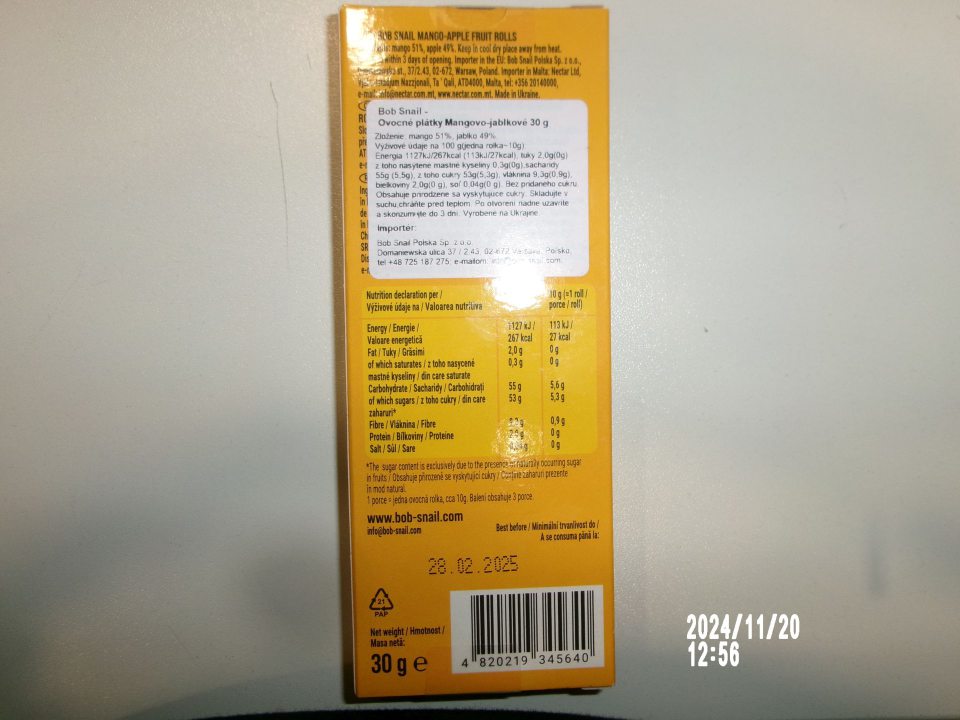 BOB SNAIL MANGO-APPLE FRUIT ROLLS
mango 51%, apple 49%. Keep in cool dry place away from heat.
within 3 days of opening. Importer in the EU: Bob Snail Polska Sp. z o.o.,
st., 37/2.43, 02-672, Warsaw, Poland. Importer in Malta: Nectar Ltd,
Nazzjonali, Ta' Qali, ATD4000, Malta, tel: +356 20140000,
info@nectar.com.mt, www.nectar.com.mt. Made in Ukraine.
Bob Snail -
Ovocné plátky Mangovo-jablkové 30 g
Zloženie: mango 51%, jablko 49%.
Výživové údaje na 100 g(jedna rolka~10g):
Energia 1127kJ/267kcal (113kJ/27kcal), tuky 2,0g(0g)
z toho nasýtené mastné kyseliny 0,3g(0g),sacharidy
55g (5,5g), z toho cukry 53g(5,3g), vláknina 9,3g(0,9g),
bielkoviny 2,0g(0 g), soľ 0,04g(0 g). Bez pridaného cukru.
Obsahuje prirodzene sa vyskytujúce cukry. Skladujte v
suchu,chráňte pred teplom. Po otvorení riadne uzavrite
a skonzumujte do 3 dní. Vyrobené na Ukrajine
Importér:
Bob Snail Polska Sp. z o.o.
Domaniewska ulica 37 / 2.43, 02-672 Varšava, Poľsko,
tel +48 725 187 275; e-mailom:
Nutrition declaration per /
Výživové údaje na / Valoarea nutritiva
10 g (=1 roll /
porce / roll)
Energy / Energie / 1127 kJ / 113 kJ /
Valoare energetică 267 kcal 27 kcal
Fat / Tuky / Grăsimi 2,0 g 0 g
of which saturates / z toho nasycené 0,3 g 0 g
mastné kyseliny / din care saturate
Carbohydrate / Sacharidy / Carbohidrați 55 g 5,6 g
of which sugars / z toho cukry / din care 53 g 5,3 g
zaharuri*
Fibre / Vláknina / Fibre 0,9 g
Protein / Bílkoviny / Proteine 0 g
Salt / Sůl / Sare 0 g
*The sugar content is exclusively due to the presence of naturally occurring sugar
in fruits / Obsahuje přirozeně se vyskytující cukry / Conține zaharuri prezente
în mod natural.
1 porce = jedna ovocná rolka, cca 10g. Balení obsahuje 3 porce.
www.bob-snail.com
info@bob-snail.com
Best before / Minimální trvanlivost do /
A se consuma până la:
28.02.2025
21
PAP
Net weight / Hmotnost /
Masa netă:
30 g e
4 820219 345640
2024/11/20
12:56